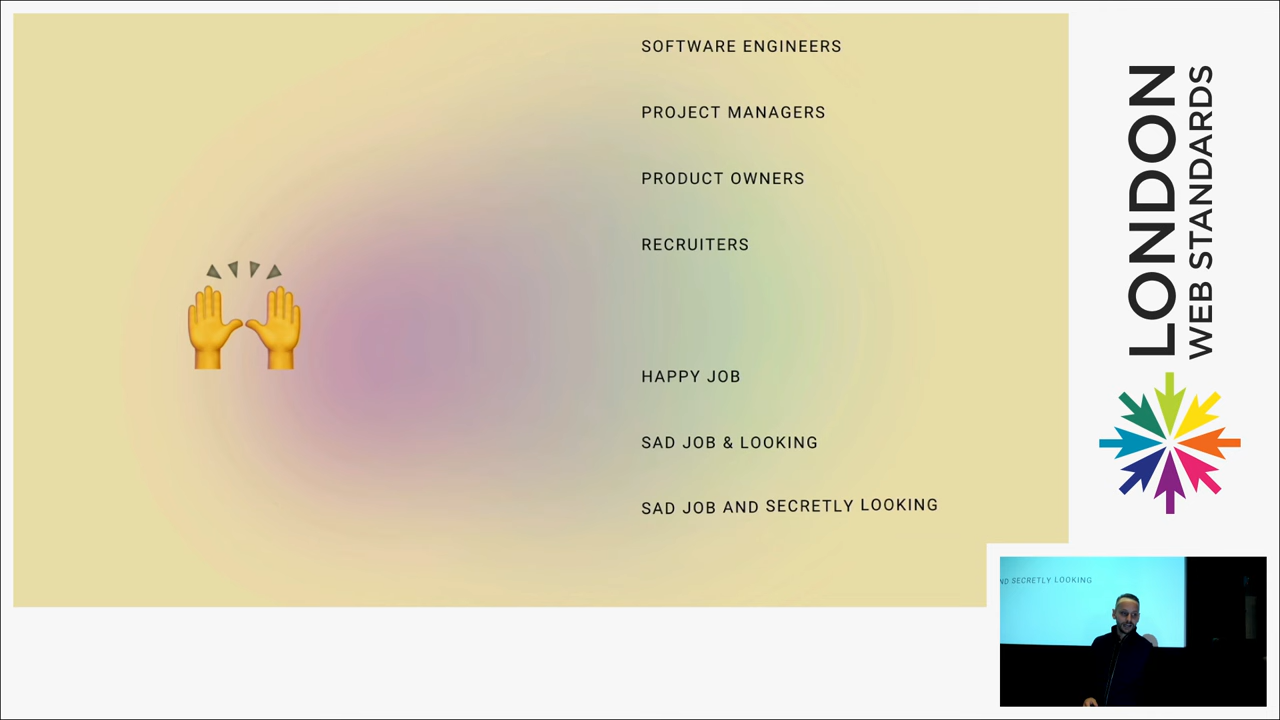 SOFTWARE ENGINEERS
PROJECT MANAGERS
PRODUCT OWNERS
RECRUITERS
HAPPY JOB
SAD JOB & LOOKING
SAD JOB AND SECRETLY LOOKING
LONDON
WEB STANDARDS
ND SECRETLY LOOKING